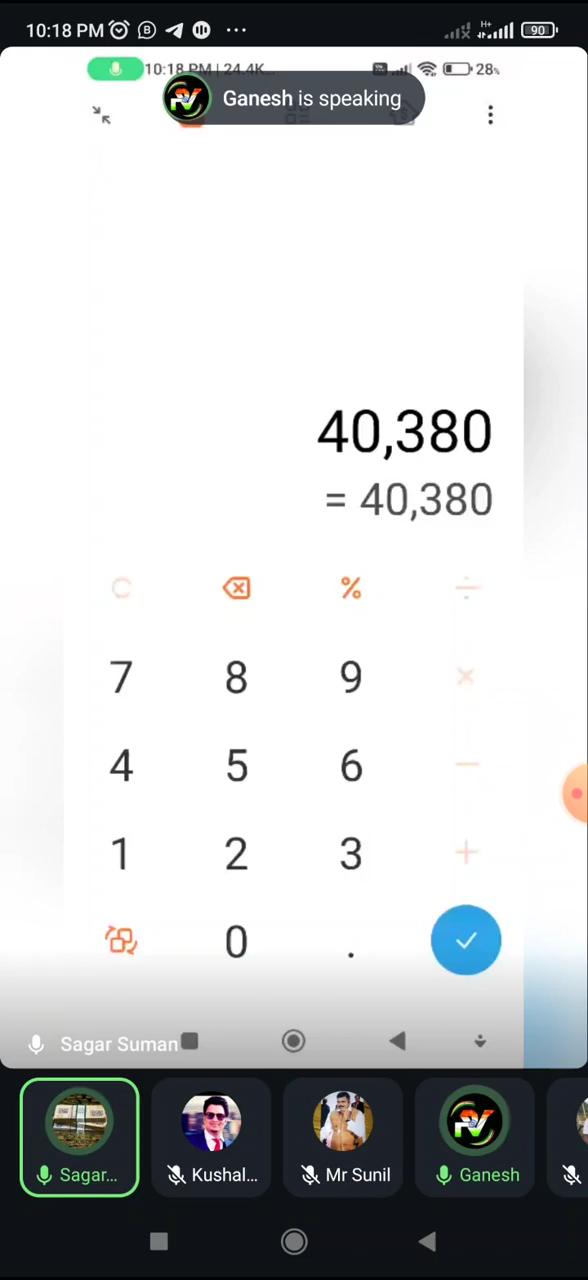 10:18 PM B ...
H+ 90
10:18 PM | 24.4K... 28%
Ganesh is speaking
40,380
= 40,380
C % ÷
7 8 9 ×
4 5 6 −
1 2 3 +
0 .
Sagar Suman
Sagar... Kushal... Mr Sunil Ganesh